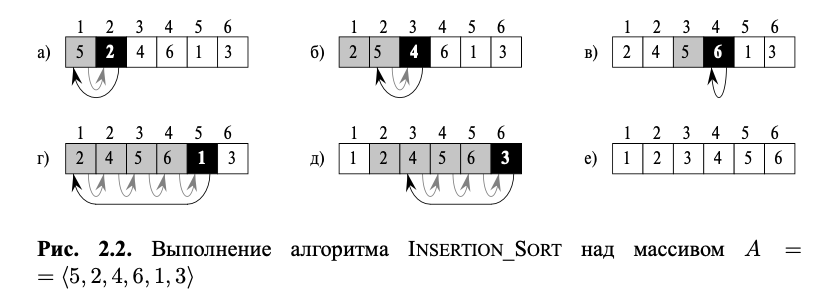 1 2 3 4 5 6
а) 5 2 4 6 1 3
1 2 3 4 5 6
б) 2 5 4 6 1 3
1 2 3 4 5 6
в) 2 4 5 6 1 3
1 2 3 4 5 6
г) 2 4 5 6 1 3
1 2 3 4 5 6
д) 1 2 4 5 6 3
1 2 3 4 5 6
е) 1 2 3 4 5 6
Рис. 2.2. Выполнение алгоритма INSERTION_SORT над массивом A =
= ⟨5, 2, 4, 6, 1, 3⟩